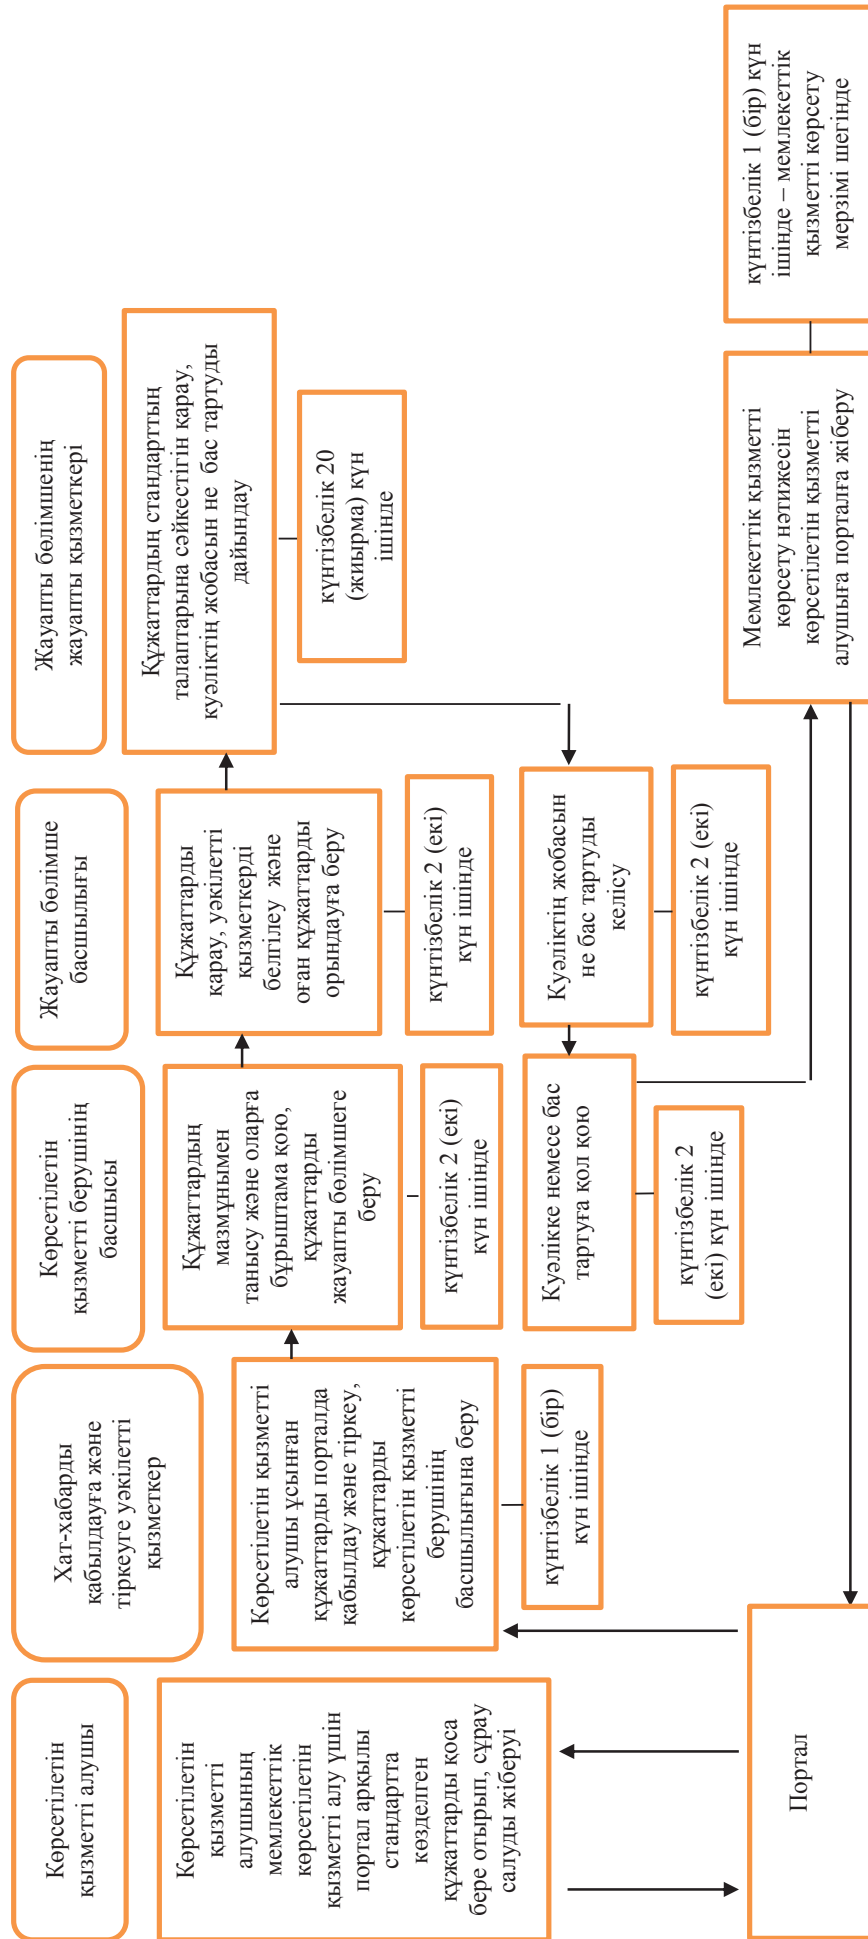 Көрсетілетін
қызметті алушы
Хат-хабарды
қабылдауға және
тіркеуге уәкілетті
қызметкер
Көрсетілетін
қызметті берушінің
басшысы
Жауапты бөлімше
басшылығы
Жауапты бөлімшенің
жауапты қызметкері
Көрсетілетін
қызметті
алушының
мемлекеттік
көрсетілетін
қызметті алу үшін
портал арқылы
стандартта
көзделген
құжаттарды қоса
бере отырып, сұрау
салуды жіберуі
Көрсетілетін қызметті
алушы ұсынған
құжаттарды порталда
қабылдау және тіркеу,
құжаттарды
көрсетілетін қызметті
берушінің
басшылығына беру
күнтізбелік 1 (бір)
күн ішінде
Құжаттардың
мазмұнымен
танысу және оларға
бұрыштама қою,
құжаттарды
жауапты бөлімшеге
беру
күнтізбелік 2 (екі)
күн ішінде
Құжаттарды
қарау, уәкілетті
қызметкерді
белгілеу және
оған құжаттарды
орындауға беру
күнтізбелік 2 (екі)
күн ішінде
Құжаттардың стандарттың
талаптарына сәйкестігін қарау,
куәліктің жобасын не бас тартуды
дайындау
күнтізбелік 20
(жиырма) күн
ішінде
Куәліктің жобасын
не бас тартуды
келісу
күнтізбелік 2 (екі)
күн ішінде
Куәлікке немесе бас
тартуға қол қою
күнтізбелік 2
(екі) күн ішінде
Мемлекеттік қызметті
көрсету нәтижесін
көрсетілетін қызметті
алушыға порталға жіберу
күнтізбелік 1 (бір) күн
ішінде – мемлекеттік
қызметті көрсету
мерзімі шегінде
Портал